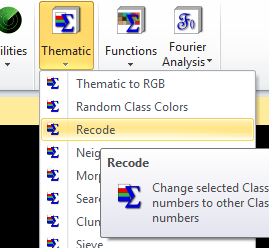 Thematic
Functions
Fourier
Analysis
Thematic to RGB
Random Class Colors
Recode
Recode
Change selected Class
numbers to other Class
numbers
Sieve